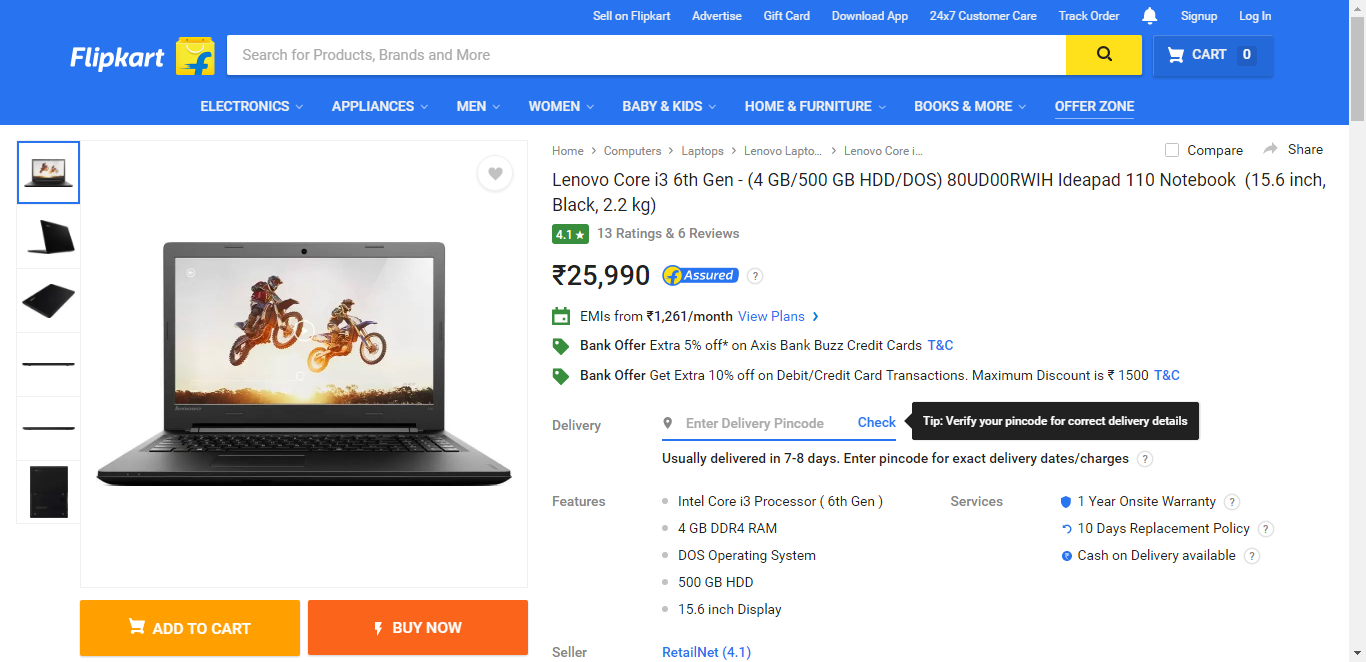 Sell on Flipkart Advertise Gift Card Download App 24x7 Customer Care Track Order Signup Log In
Flipkart Search for Products, Brands and More CART 0
ELECTRONICS APPLIANCES MEN WOMEN BABY & KIDS HOME & FURNITURE BOOKS & MORE OFFER ZONE
Home > Computers > Laptops > Lenovo Lapto... > Lenovo Core i... Compare Share
Lenovo Core i3 6th Gen - (4 GB/500 GB HDD/DOS) 80UD00RWIH Ideapad 110 Notebook (15.6 inch,
Black, 2.2 kg)
4.1 ★ 13 Ratings & 6 Reviews
₹25,990 f Assured ?
EMIs from ₹1,261/month View Plans >
Bank Offer Extra 5% off* on Axis Bank Buzz Credit Cards T&C
Bank Offer Get Extra 10% off on Debit/Credit Card Transactions. Maximum Discount is ₹ 1500 T&C
Delivery Enter Delivery Pincode Check Tip: Verify your pincode for correct delivery details
Usually delivered in 7-8 days. Enter pincode for exact delivery dates/charges ?
Features
Intel Core i3 Processor ( 6th Gen )
4 GB DDR4 RAM
DOS Operating System
500 GB HDD
15.6 inch Display
Services
1 Year Onsite Warranty ?
10 Days Replacement Policy ?
Cash on Delivery available ?
ADD TO CART BUY NOW
Seller RetailNet (4.1)